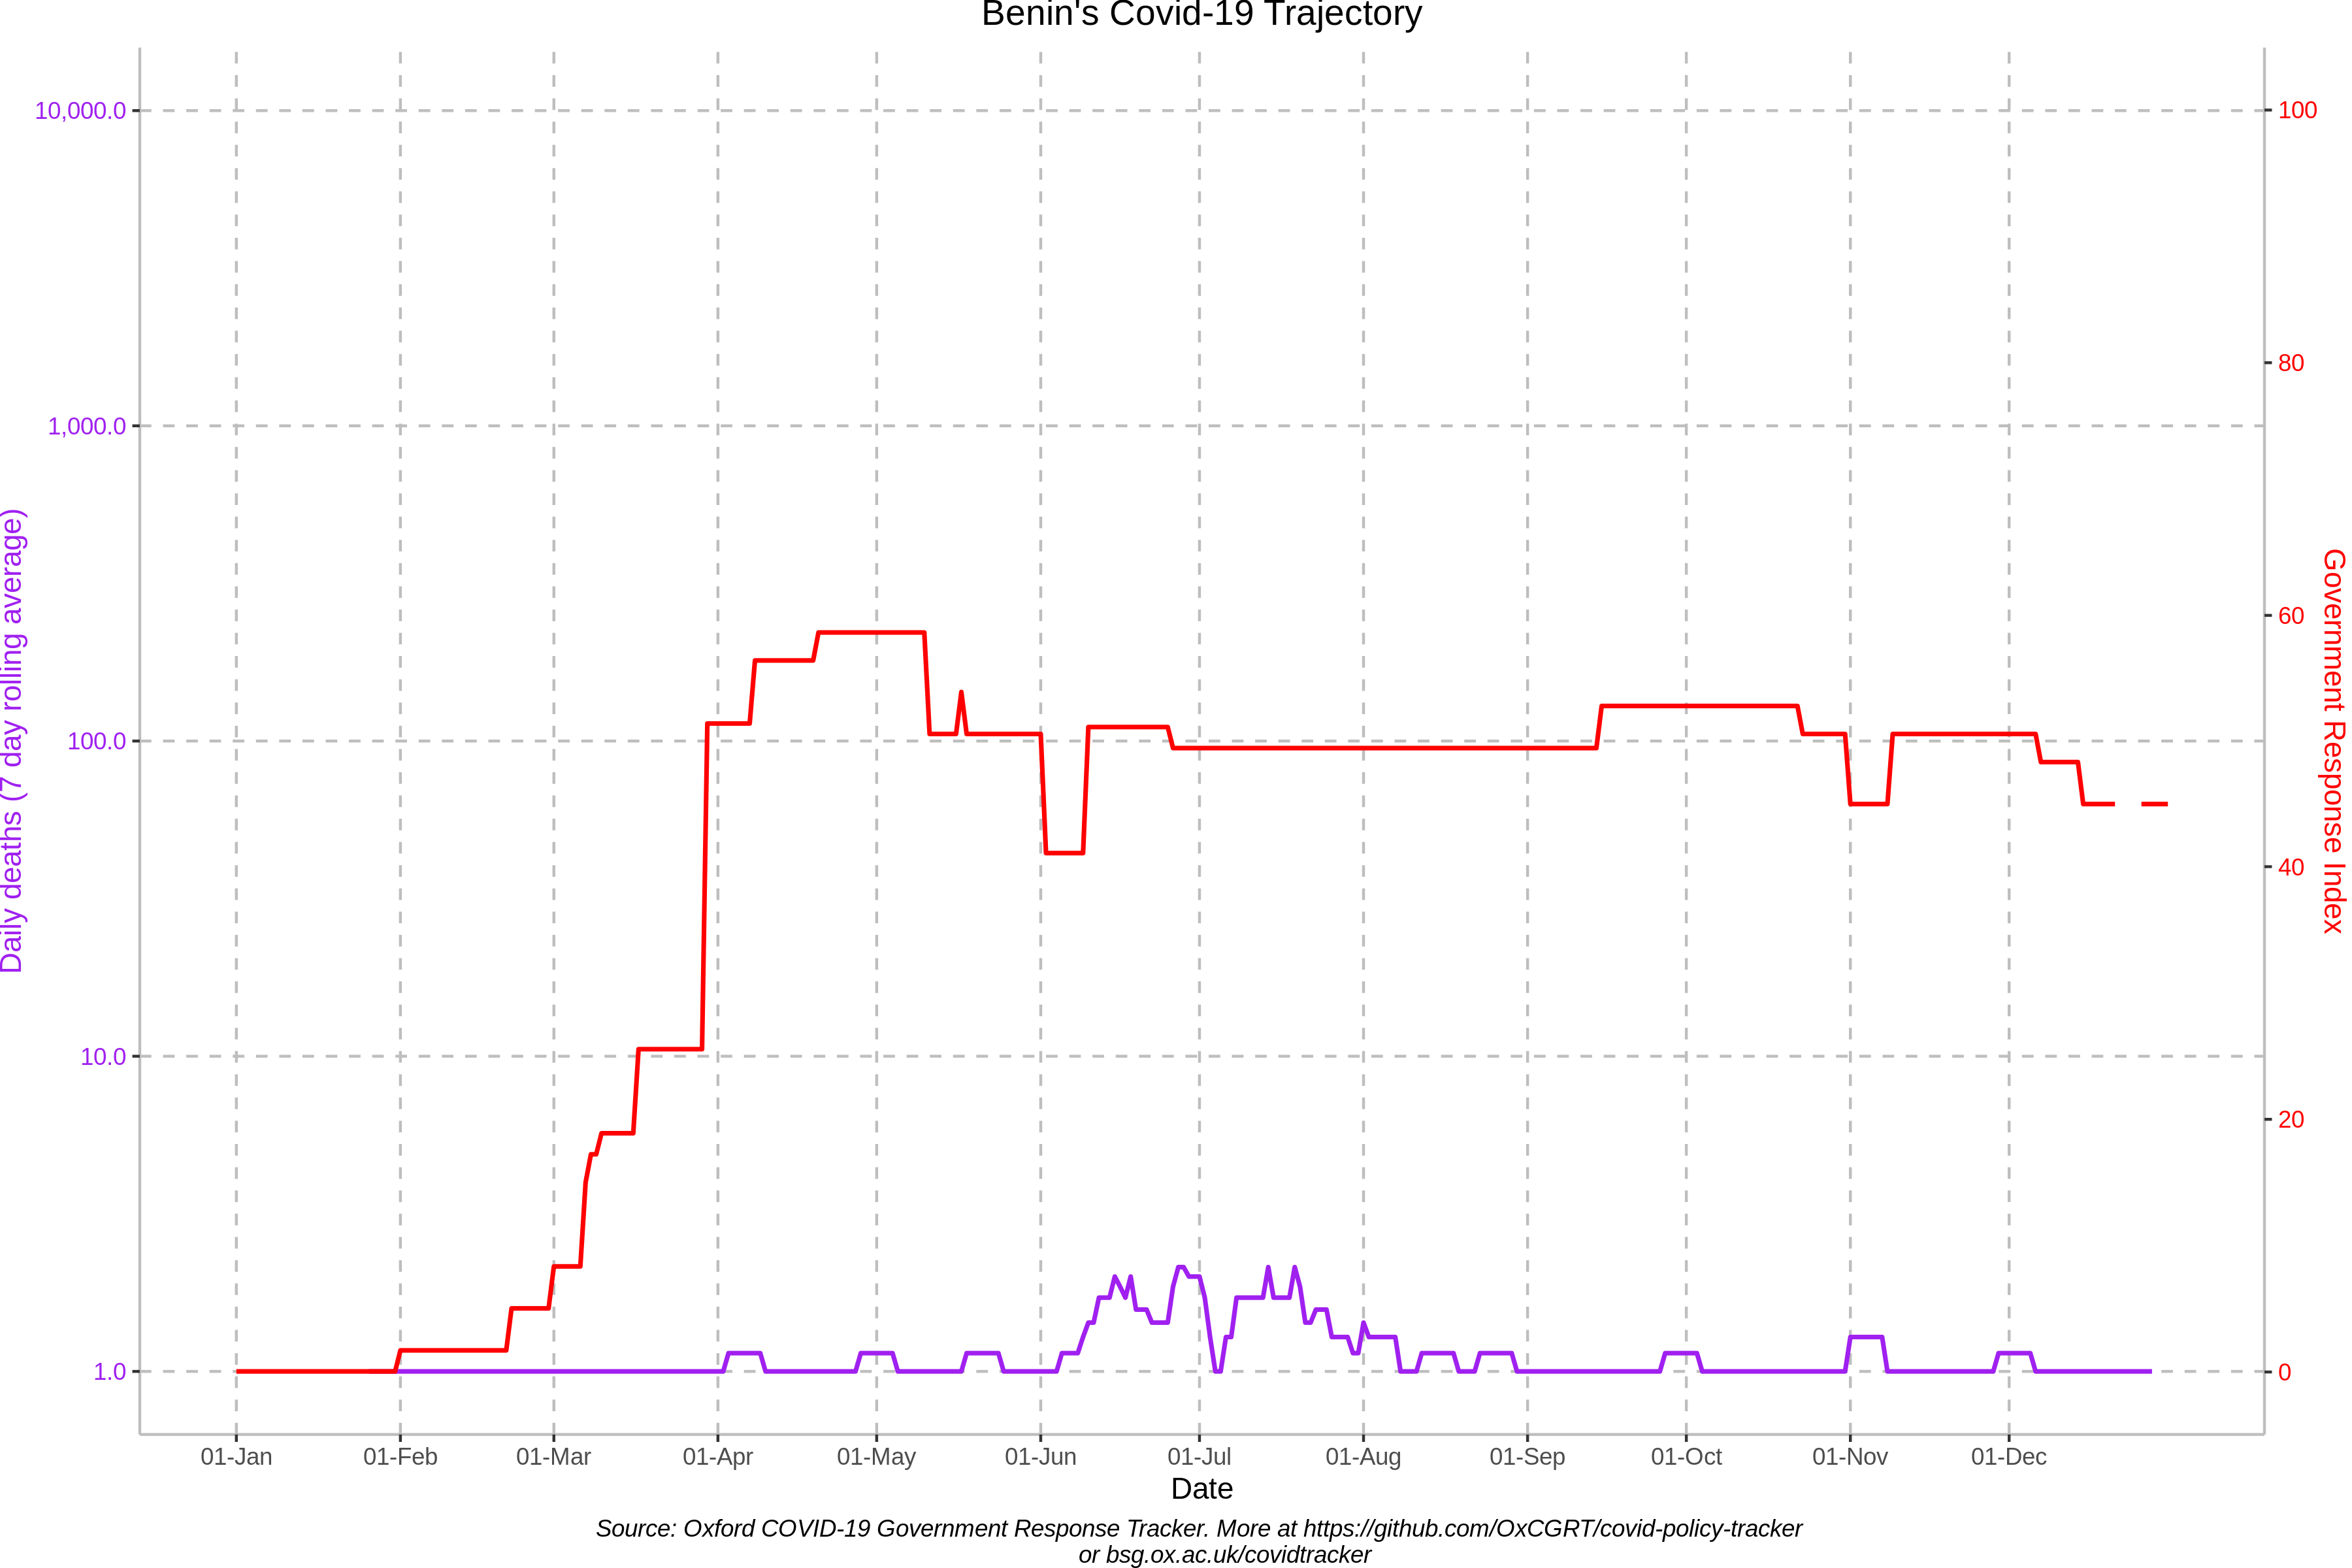 Benin's Covid-19 Trajectory
10,000.0
1,000.0
100.0
10.0
1.0
Daily deaths (7 day rolling average)
100
80
60
40
20
0
Government Response Index
01-Jan 01-Feb 01-Mar 01-Apr 01-May 01-Jun 01-Jul 01-Aug 01-Sep 01-Oct 01-Nov 01-Dec
Date
Source: Oxford COVID-19 Government Response Tracker. More at https://github.com/OxCGRT/covid-policy-tracker
or bsg.ox.ac.uk/covidtracker